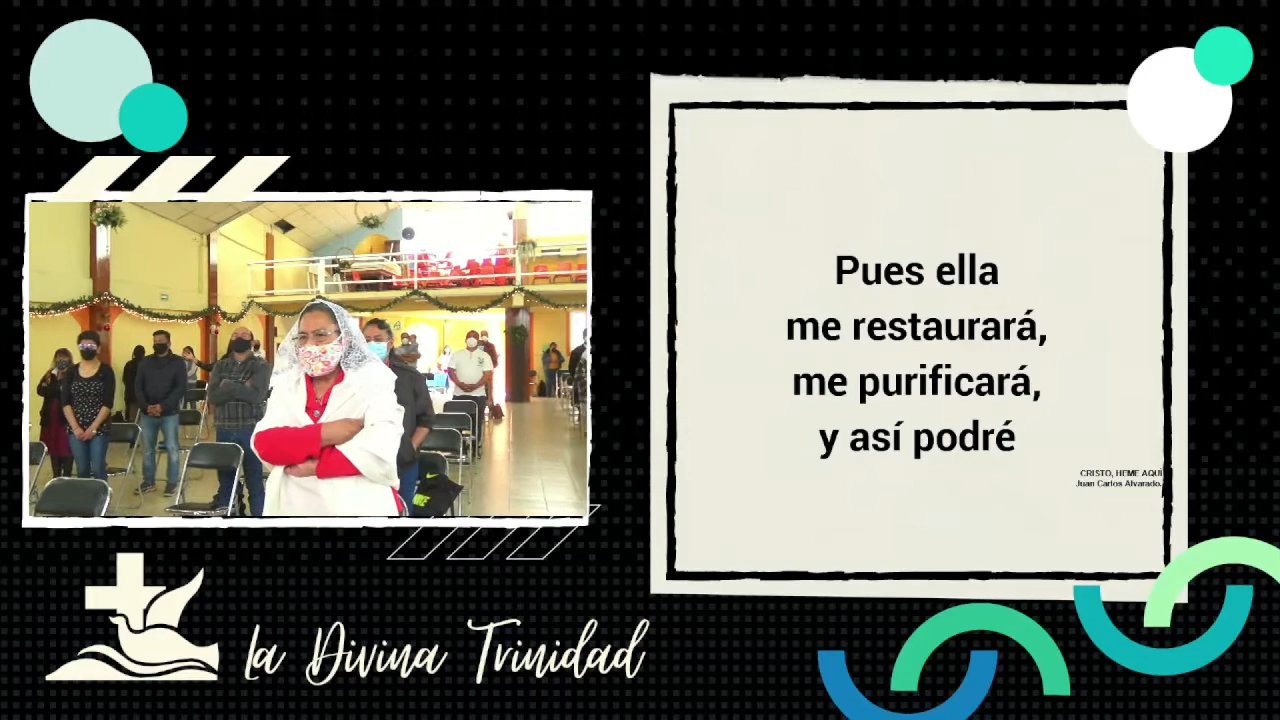 Pues ella
me restaurará,
me purificará,
y así podré
CRISTO, HEME AQUÍ
Juan Carlos Alvarado.
La Divina Trinidad